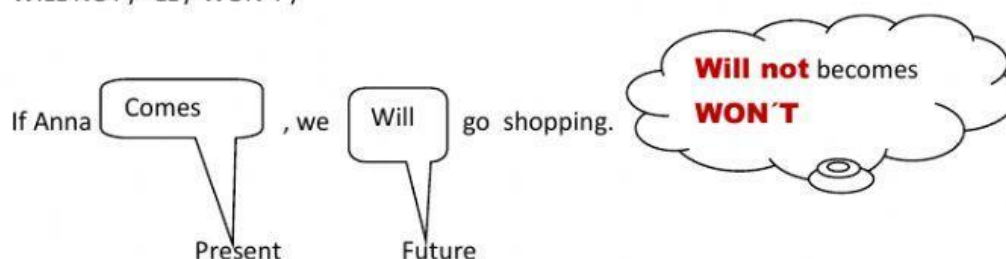 Will not becomes
WON´T
If Anna Comes , we Will go shopping.
Present Future